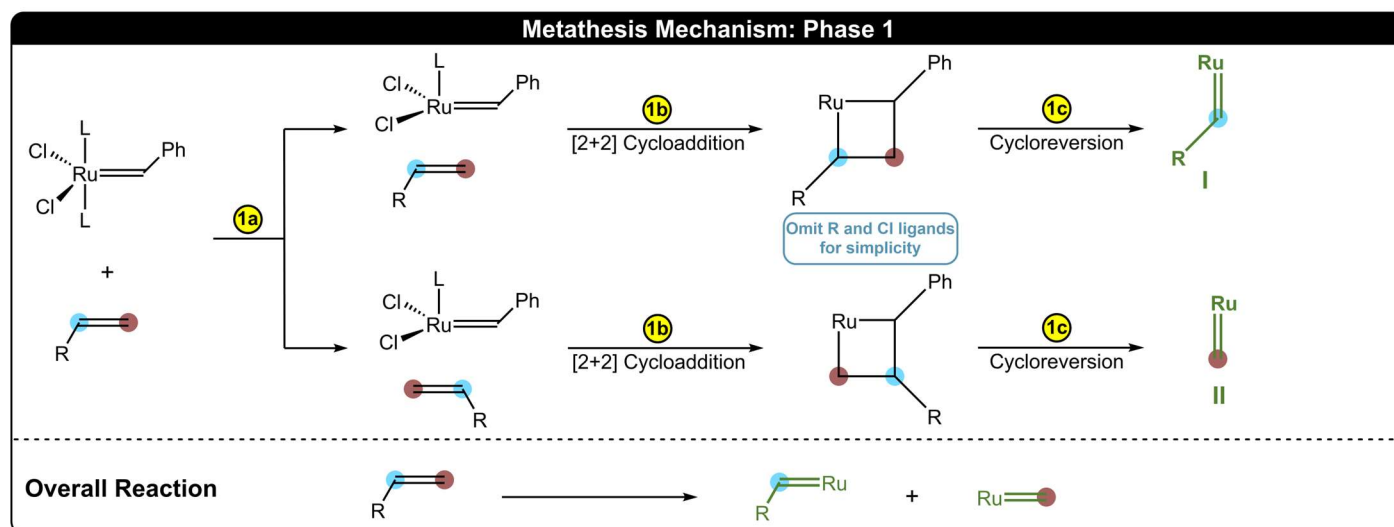 Metathesis Mechanism: Phase 1
L
Cl
Ru
Ph
Cl
L
+
R
1a
L
Cl
Ru
Ph
Cl
R
1b
[2+2] Cycloaddition
Ph
Ru
R
1c
Cycloreversion
Ru
R
I
Omit R and Cl ligands
for simplicity
L
Cl
Ru
Ph
Cl
R
1b
[2+2] Cycloaddition
Ph
Ru
R
1c
Cycloreversion
Ru
II
Overall Reaction
R
R
Ru
+
Ru